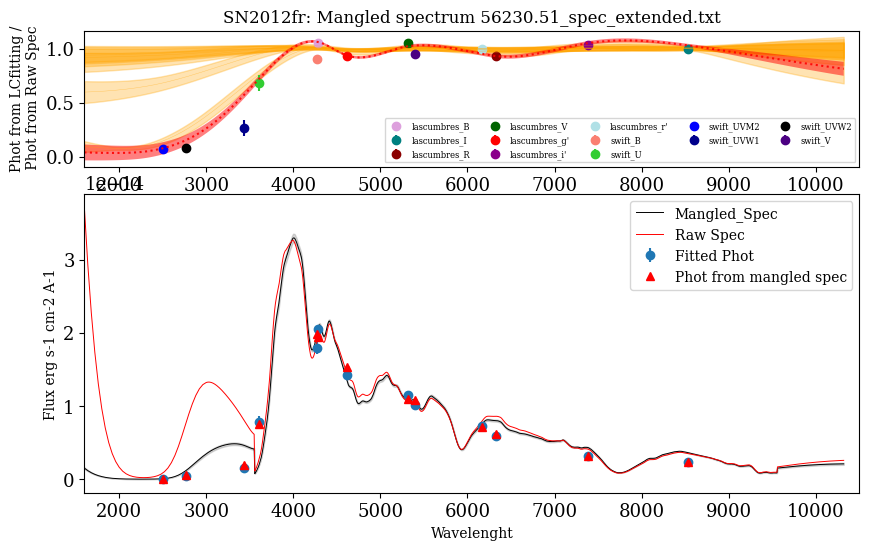 SN2012fr: Mangled spectrum 56230.51_spec_extended.txt
Phot from LCfitting /
Phot from Raw Spec
1.0
0.5
0.0
lascumbres_B
lascumbres_I
lascumbres_R
lascumbres_V
lascumbres_g'
lascumbres_i'
lascumbres_r'
swift_B
swift_U
swift_UVM2
swift_UVW1
swift_UVW2
swift_V
2000 3000 4000 5000 6000 7000 8000 9000 10000
1e−14
Flux erg s-1 cm-2 A-1
3
2
1
0
Mangled_Spec
Raw Spec
Fitted Phot
Phot from mangled spec
2000 3000 4000 5000 6000 7000 8000 9000 10000
Wavelenght